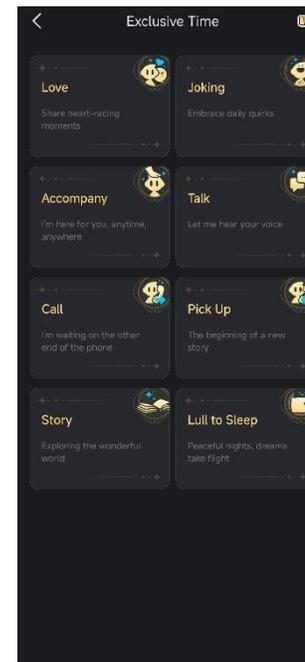 Exclusive Time
Love
Share heart-racing
moments
Joking
Embrace daily quirks
Accompany
I'm here for you, anytime,
anywhere
Talk
Let me hear your voice
Call
I'm waiting on the other
end of the phone
Pick Up
The beginning of a new
story
Story
Exploring the wonderful
world
Lull to Sleep
Peaceful nights, dreams
take flight